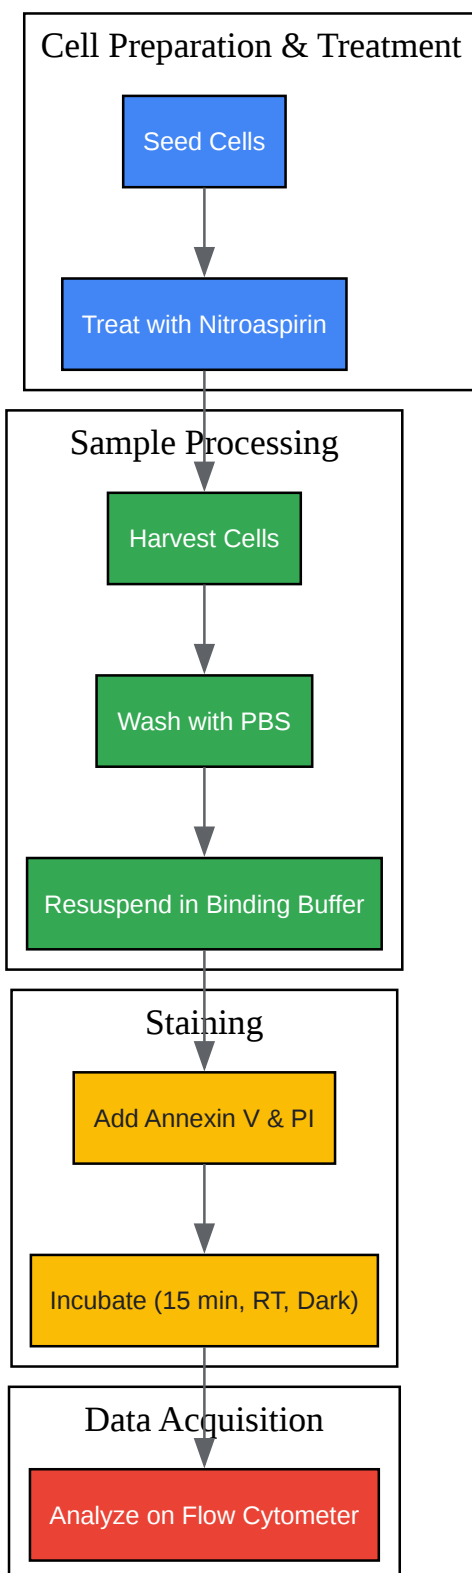 Cell Preparation & Treatment
Seed Cells
Treat with Nitroaspirin
Sample Processing
Harvest Cells
Wash with PBS
Resuspend in Binding Buffer
Staining
Add Annexin V & PI
Incubate (15 min, RT, Dark)
Data Acquisition
Analyze on Flow Cytometer